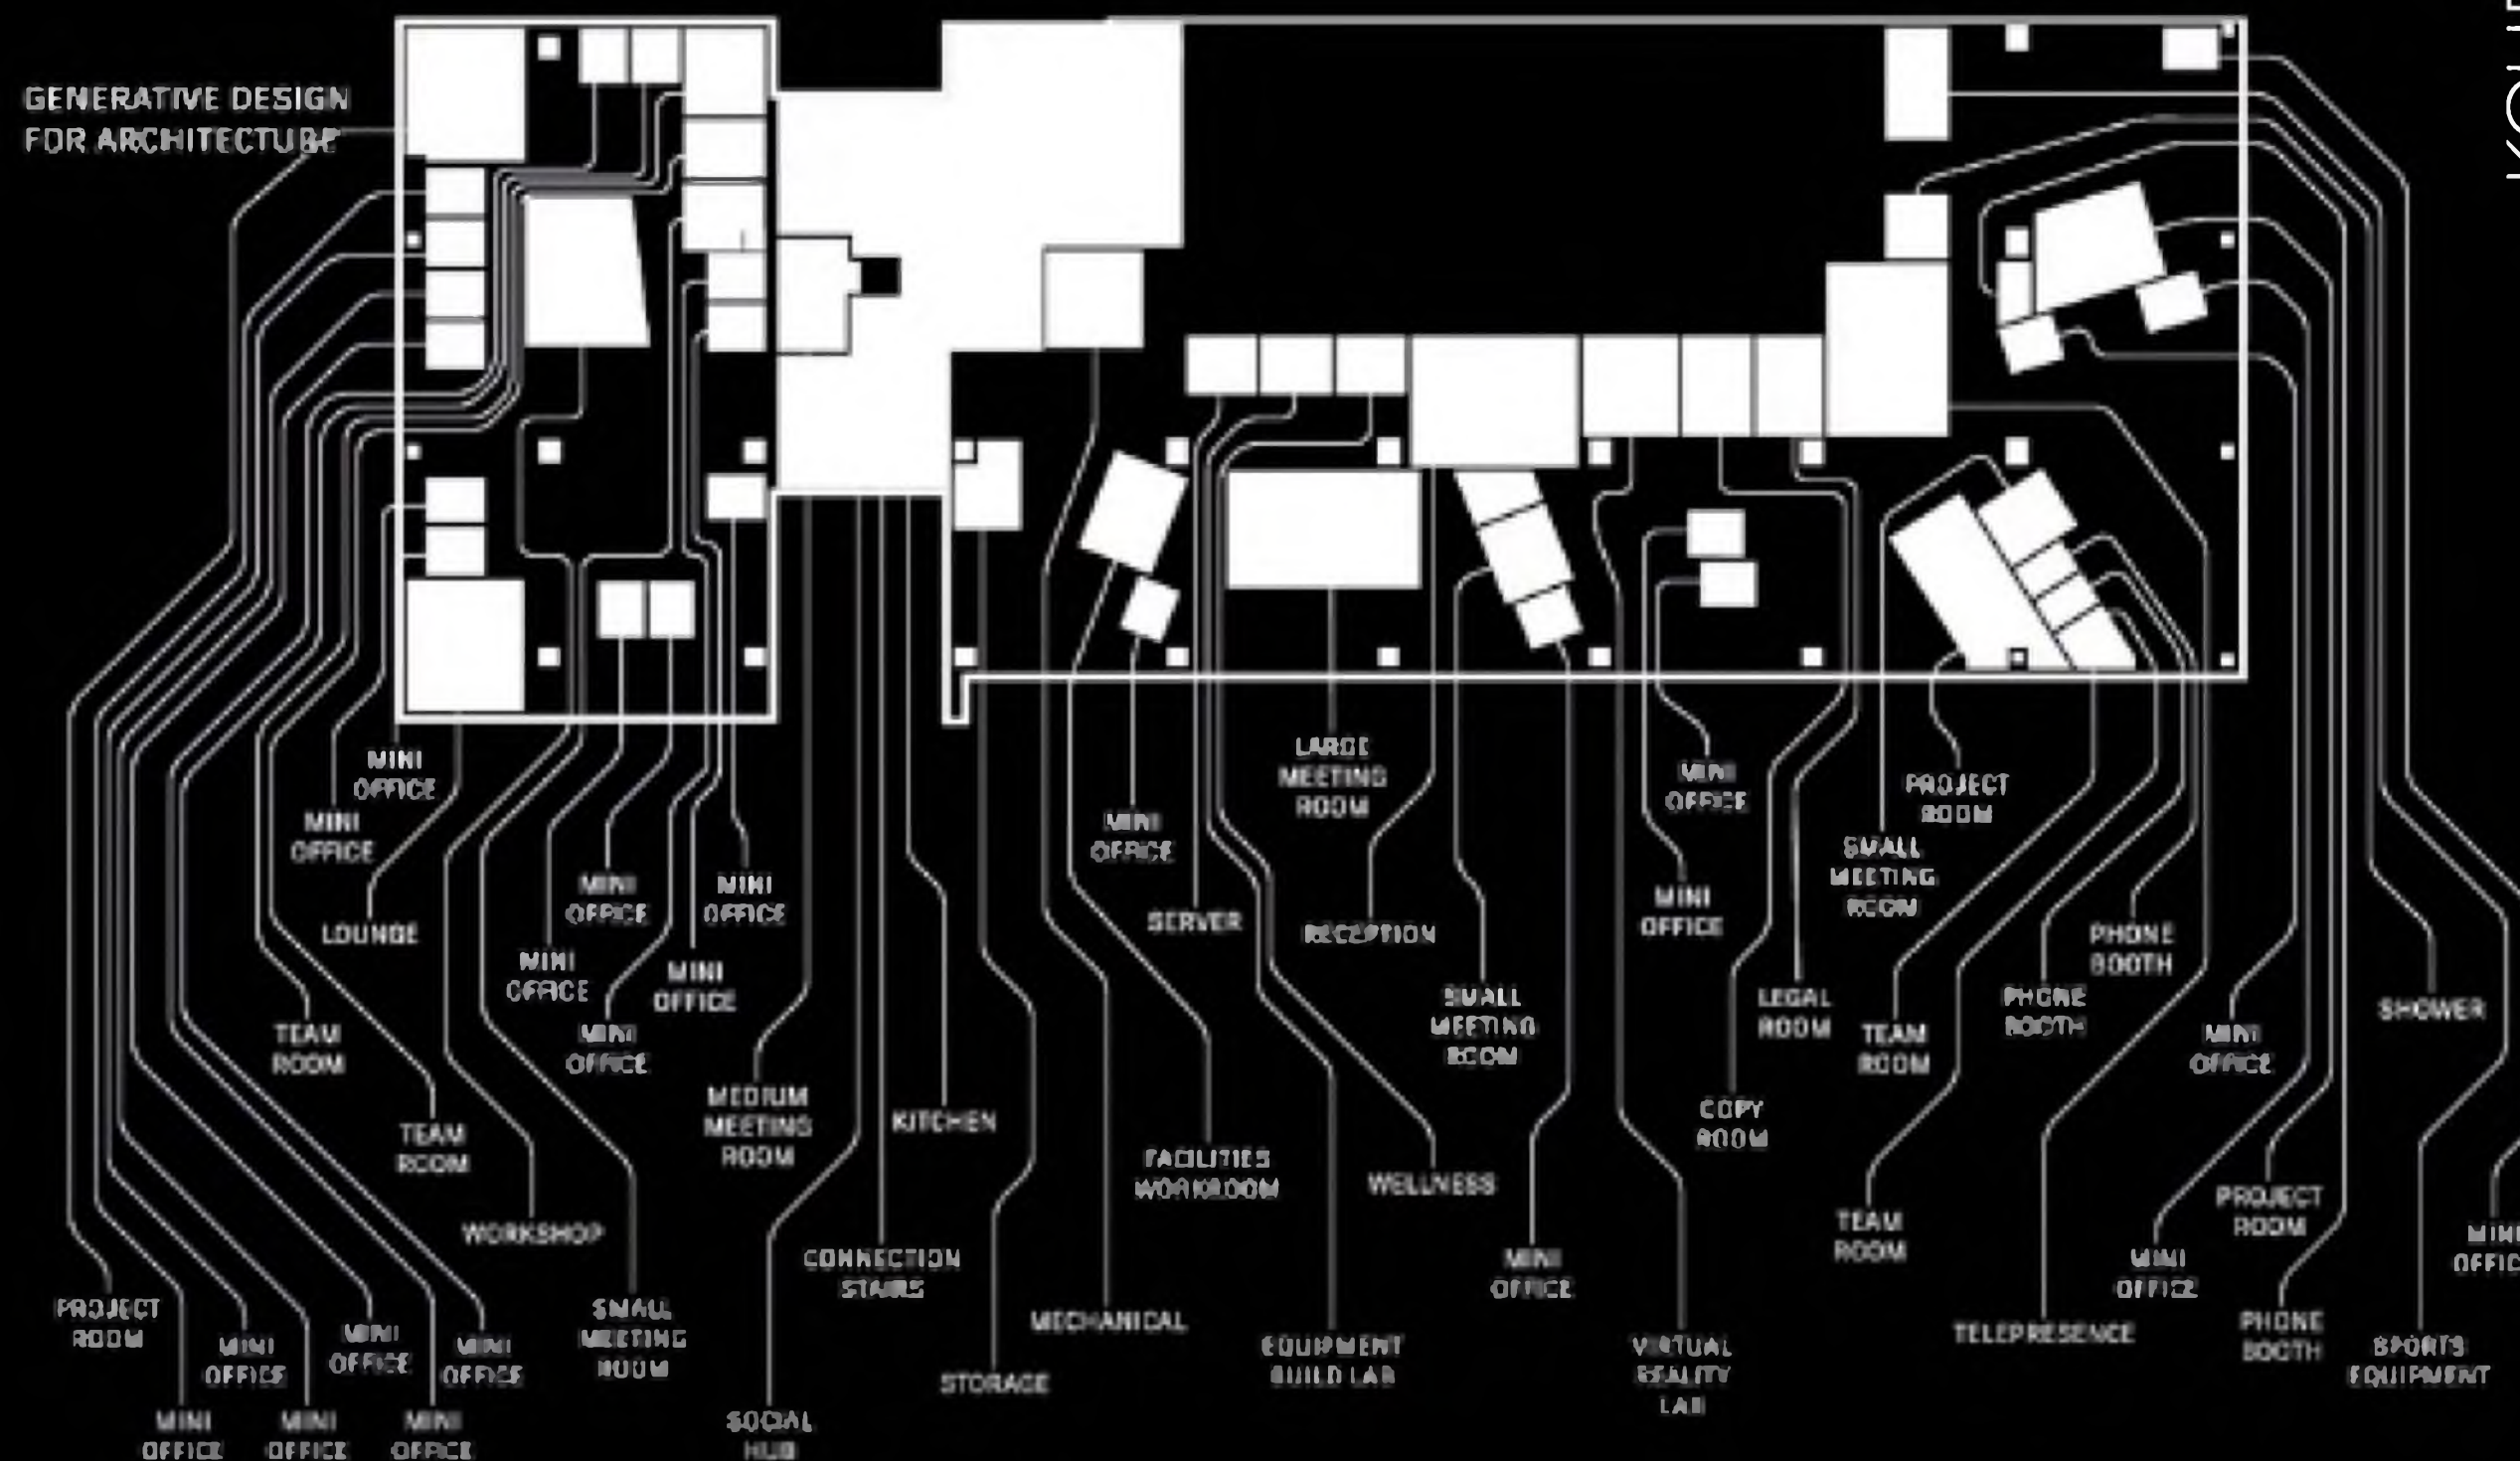 GENERATIVE DESIGN
FOR ARCHITECTURE
MINI
OFFICE
MINI
OFFICE
LOUNGE
TEAM
ROOM
TEAM
ROOM
MINI
OFFICE
MINI
OFFICE
MINI
OFFICE
MINI
OFFICE
MINI
OFFICE
WORKSHOP
PROJECT
ROOM
MINI
OFFICE
MINI
OFFICE
MINI
OFFICE
MINI
OFFICE
MINI
OFFICE
MINI
OFFICE
SMALL
MEETING
ROOM
MEDIUM
MEETING
ROOM
SOCIAL
HUB
CONNECTION
STAIRS
KITCHEN
STORAGE
MECHANICAL
MINI
OFFICE
FACILITIES
WORKROOM
SERVER
LARGE
MEETING
ROOM
EQUIPMENT
BUILD LAB
WELLNESS
RECEPTION
SMALL
MEETING
ROOM
MINI
OFFICE
VIRTUAL
REALITY
LAB
MINI
OFFICE
MINI
OFFICE
COPY
ROOM
LEGAL
ROOM
SMALL
MEETING
ROOM
PROJECT
ROOM
TEAM
ROOM
TEAM
ROOM
PHONE
BOOTH
PHONE
BOOTH
TELEPRESENCE
MINI
OFFICE
MINI
OFFICE
PROJECT
ROOM
PHONE
BOOTH
SHOWER
SPORTS
EQUIPMENT
MINI